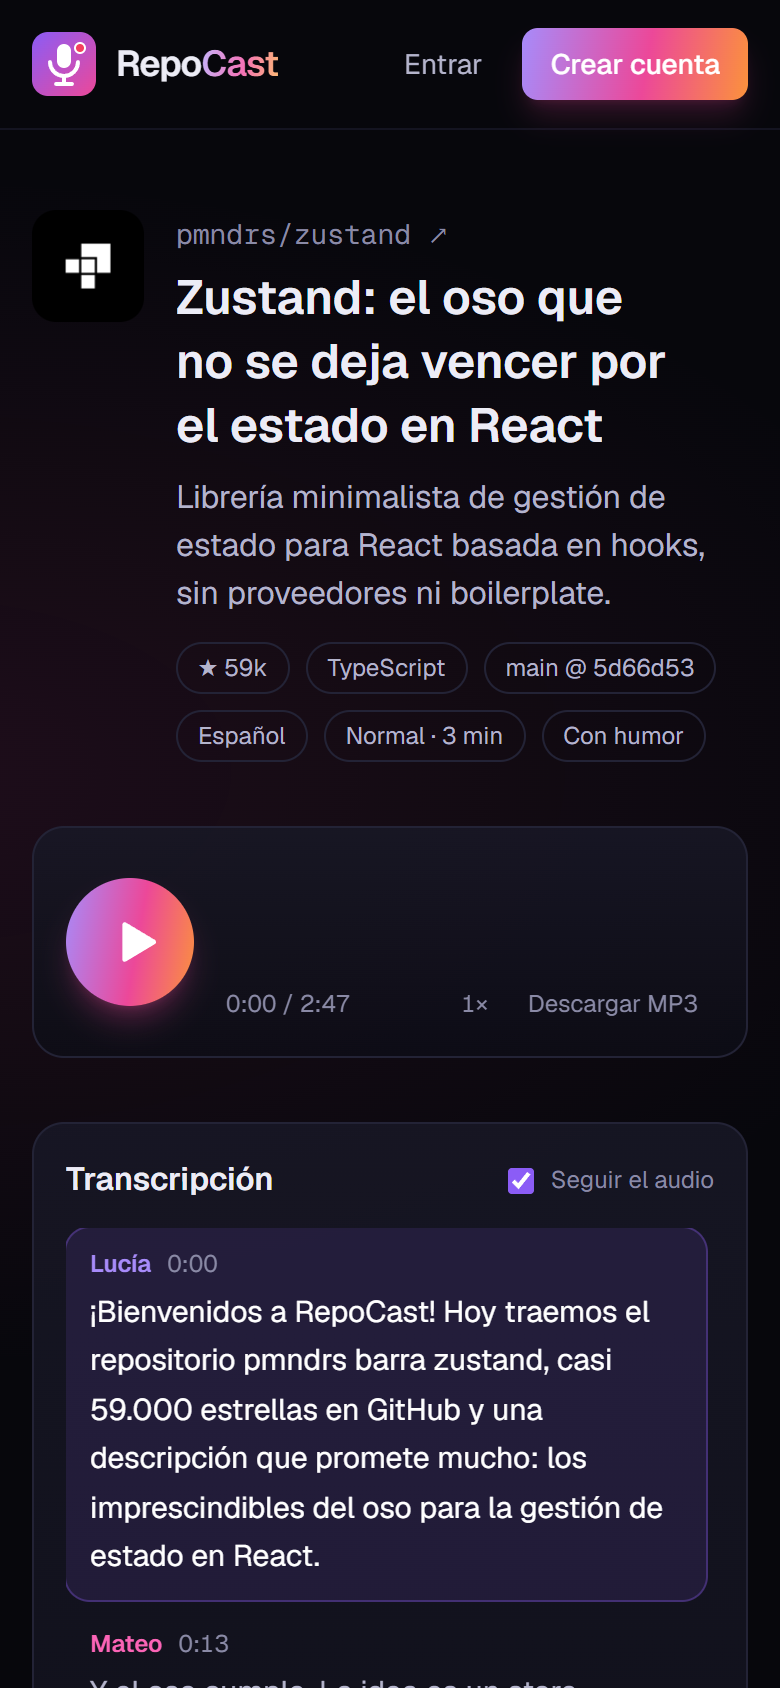 RepoCast
Entrar
Crear cuenta
pmndrs/zustand ↗
Zustand: el oso que
no se deja vencer por
el estado en React
Librería minimalista de gestión de
estado para React basada en hooks,
sin proveedores ni boilerplate.
★ 59k
TypeScript
main @ 5d66d53
Español
Normal · 3 min
Con humor
0:00 / 2:47
1×
Descargar MP3
Transcripción
Seguir el audio
Lucía 0:00
¡Bienvenidos a RepoCast! Hoy traemos el
repositorio pmndrs barra zustand, casi
59.000 estrellas en GitHub y una
descripción que promete mucho: los
imprescindibles del oso para la gestión de
estado en React.
Mateo 0:13